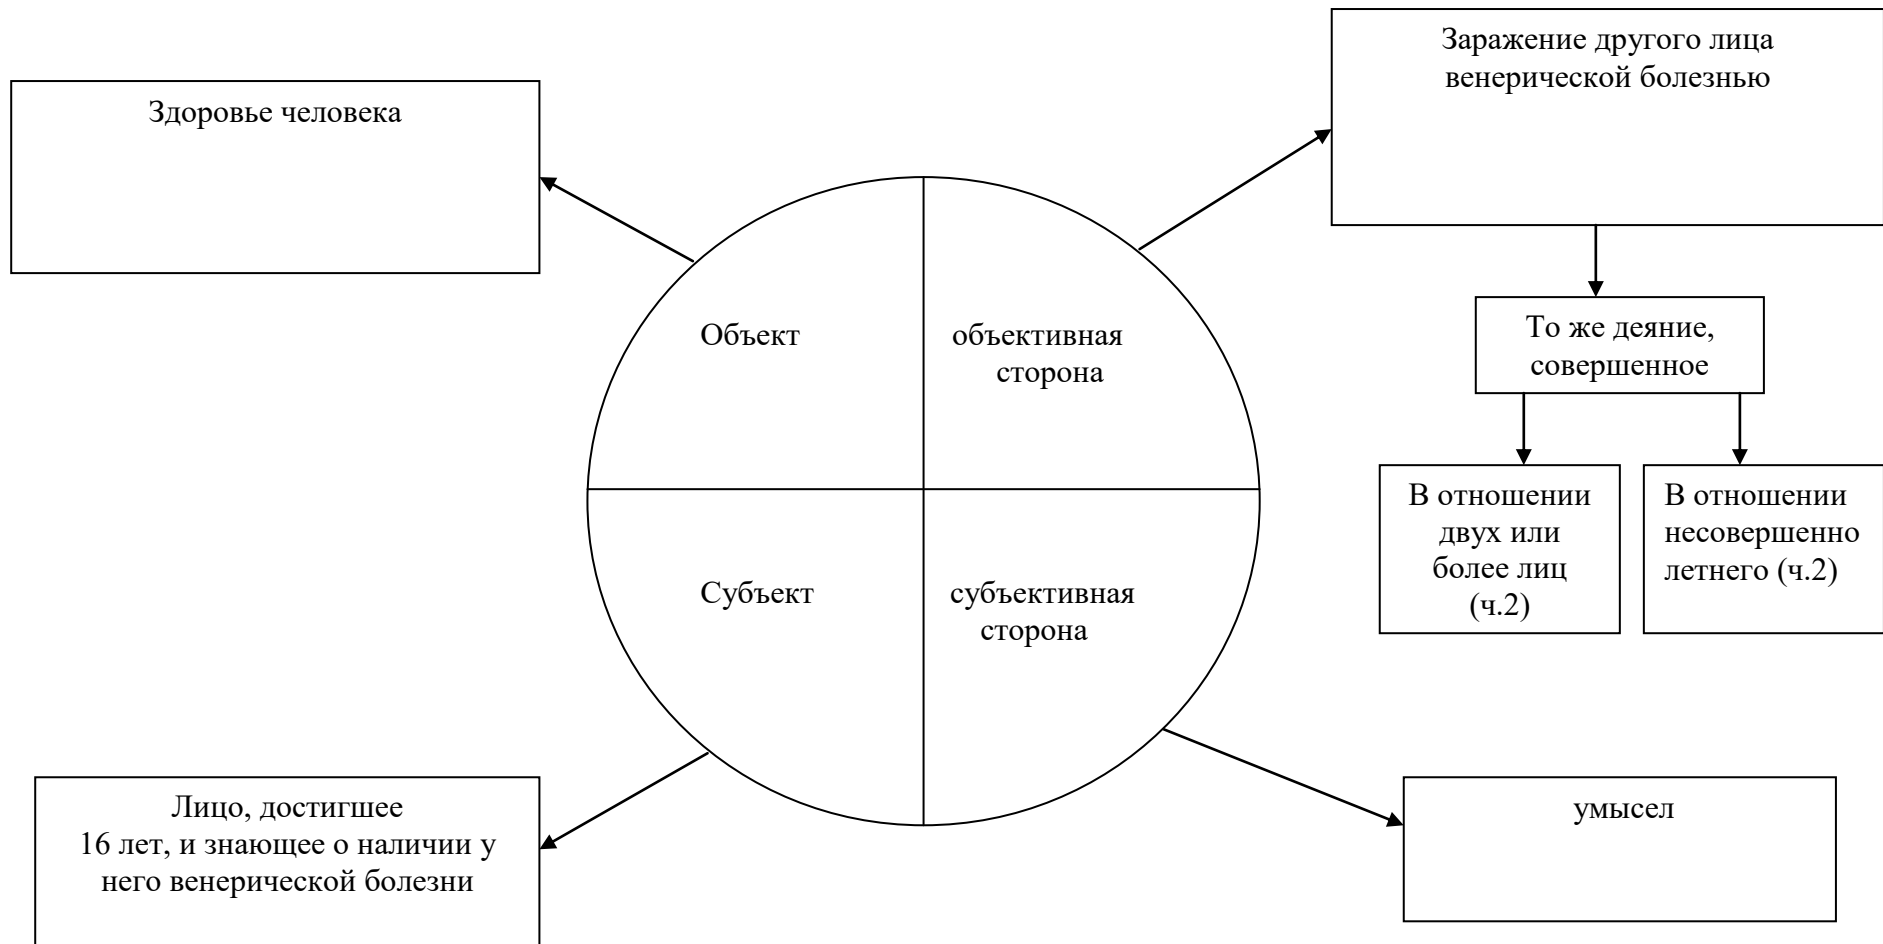 Здоровье человека
Заражение другого лица
венерической болезнью
То же деяние,
совершенное
В отношении
двух или
более лиц
(ч.2)
В отношении
несовершенно
летнего (ч.2)
Объект
объективная
сторона
Субъект
субъективная
сторона
Лицо, достигшее
16 лет, и знающее о наличии у
него венерической болезни
умысел